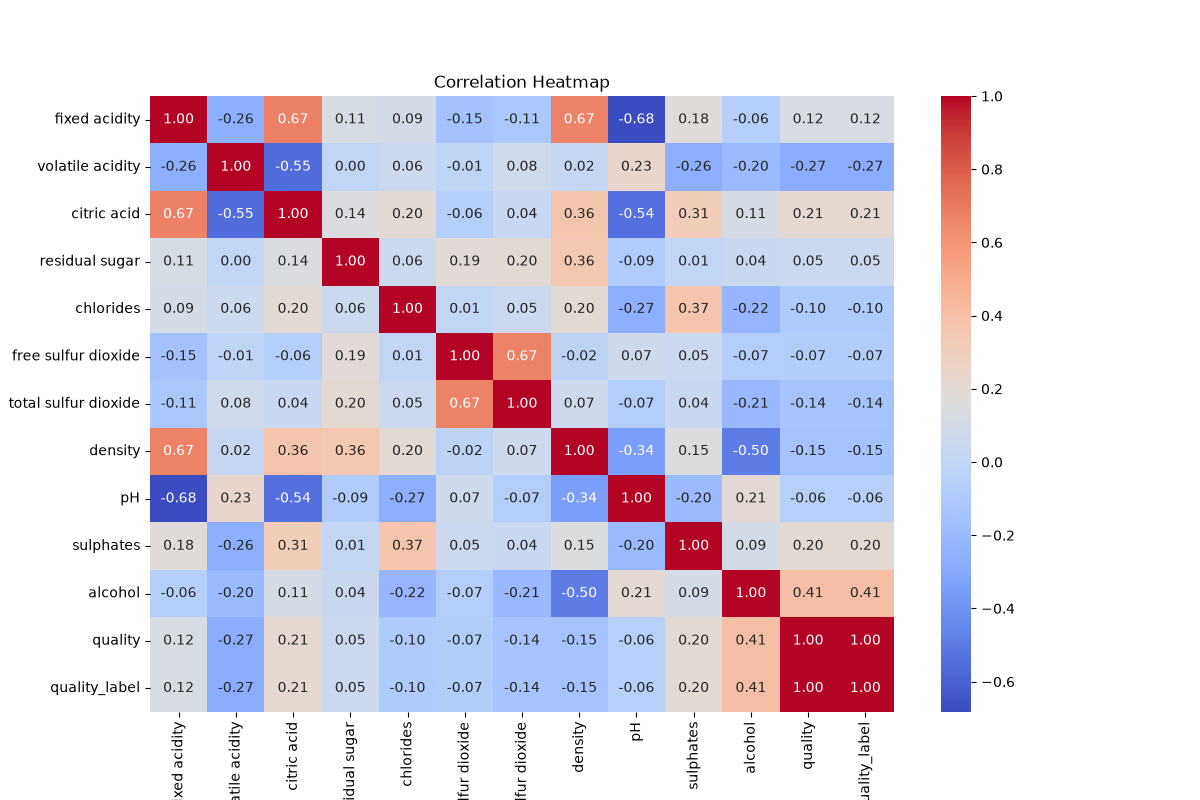 Correlation Heatmap
fixed acidity 1.00 -0.26 0.67 0.11 0.09 -0.15 -0.11 0.67 -0.68 0.18 -0.06 0.12 0.12
volatile acidity -0.26 1.00 -0.55 0.00 0.06 -0.01 0.08 0.02 0.23 -0.26 -0.20 -0.27 -0.27
citric acid 0.67 -0.55 1.00 0.14 0.20 -0.06 0.04 0.36 -0.54 0.31 0.11 0.21 0.21
residual sugar 0.11 0.00 0.14 1.00 0.06 0.19 0.20 0.36 -0.09 0.01 0.04 0.05 0.05
chlorides 0.09 0.06 0.20 0.06 1.00 0.01 0.05 0.20 -0.27 0.37 -0.22 -0.10 -0.10
free sulfur dioxide -0.15 -0.01 -0.06 0.19 0.01 1.00 0.67 -0.02 0.07 0.05 -0.07 -0.07 -0.07
total sulfur dioxide -0.11 0.08 0.04 0.20 0.05 0.67 1.00 0.07 -0.07 0.04 -0.21 -0.14 -0.14
density 0.67 0.02 0.36 0.36 0.20 -0.02 0.07 1.00 -0.34 0.15 -0.50 -0.15 -0.15
pH -0.68 0.23 -0.54 -0.09 -0.27 0.07 -0.07 -0.34 1.00 -0.20 0.21 -0.06 -0.06
sulphates 0.18 -0.26 0.31 0.01 0.37 0.05 0.04 0.15 -0.20 1.00 0.09 0.20 0.20
alcohol -0.06 -0.20 0.11 0.04 -0.22 -0.07 -0.21 -0.50 0.21 0.09 1.00 0.41 0.41
quality 0.12 -0.27 0.21 0.05 -0.10 -0.07 -0.14 -0.15 -0.06 0.20 0.41 1.00 1.00
quality_label 0.12 -0.27 0.21 0.05 -0.10 -0.07 -0.14 -0.15 -0.06 0.20 0.41 1.00 1.00
ixed acidity
atile acidity
citric acid
idual sugar
chlorides
lfur dioxide
lfur dioxide
density
pH
sulphates
alcohol
quality
uality_label
1.0
0.8
0.6
0.4
0.2
0.0
−0.2
−0.4
−0.6